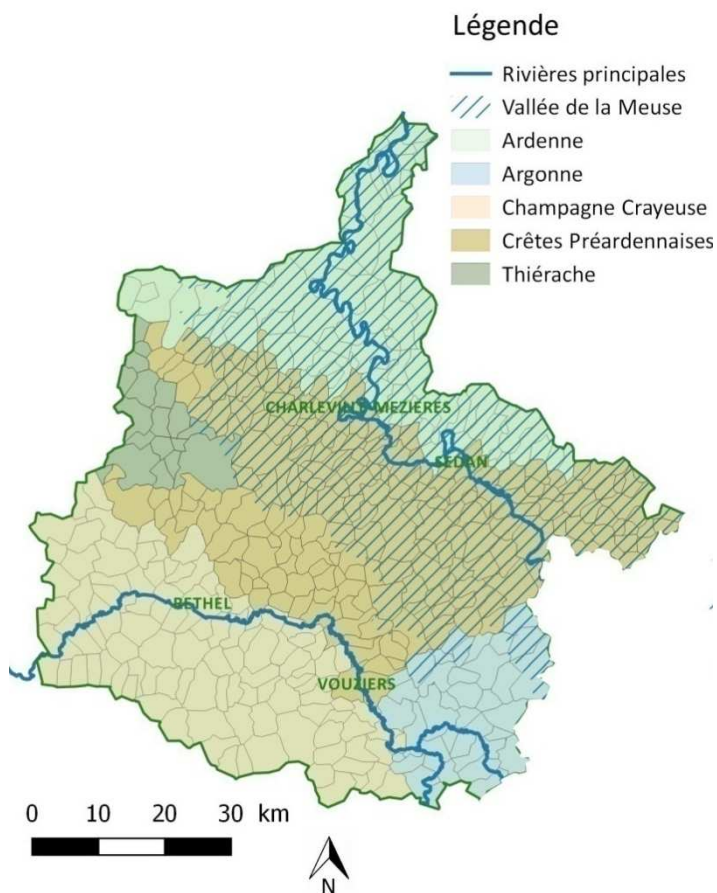 Légende
Rivières principales
Vallée de la Meuse
Ardenne
Argonne
Champagne Crayeuse
Crêtes Préardennaises
Thiérache
CHARLEVILLE-MEZIERES
SEDAN
RETHEL
VOUZIERS
0 10 20 30 km
N